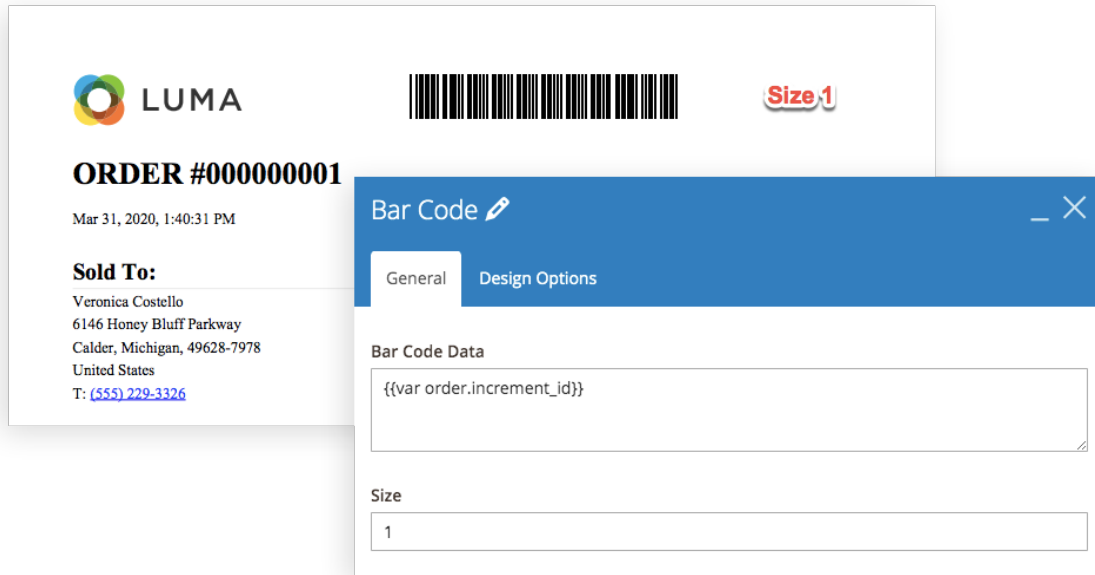 LUMA
Size 1
ORDER #000000001
Mar 31, 2020, 1:40:31 PM
Sold To:
Veronica Costello
6146 Honey Bluff Parkway
Calder, Michigan, 49628-7978
United States
T: (555) 229-3326
Bar Code
General
Design Options
Bar Code Data
{{var order.increment_id}}
Size
1